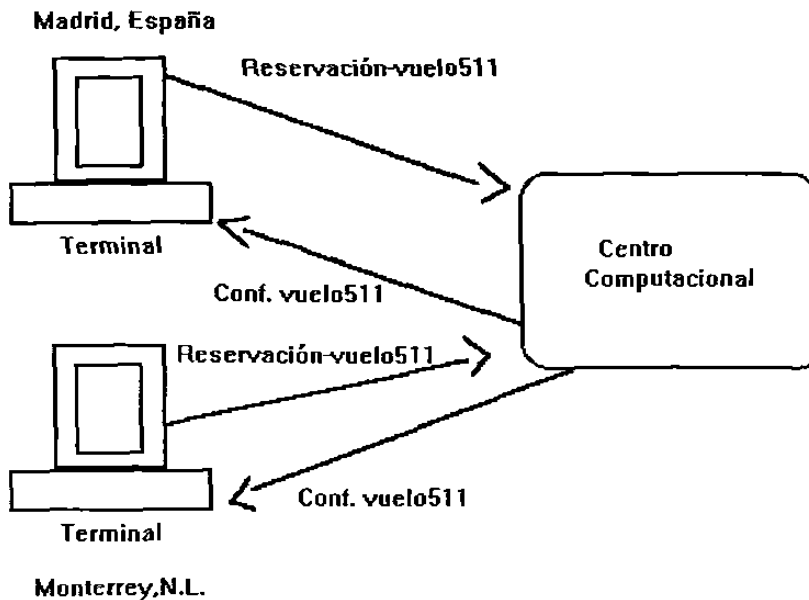 Madrid, España
Reservación-vuelo511
Terminal
Conf. vuelo511
Centro
Computacional
Reservación-vuelo511
Conf. vuelo511
Terminal
Monterrey,N.L.